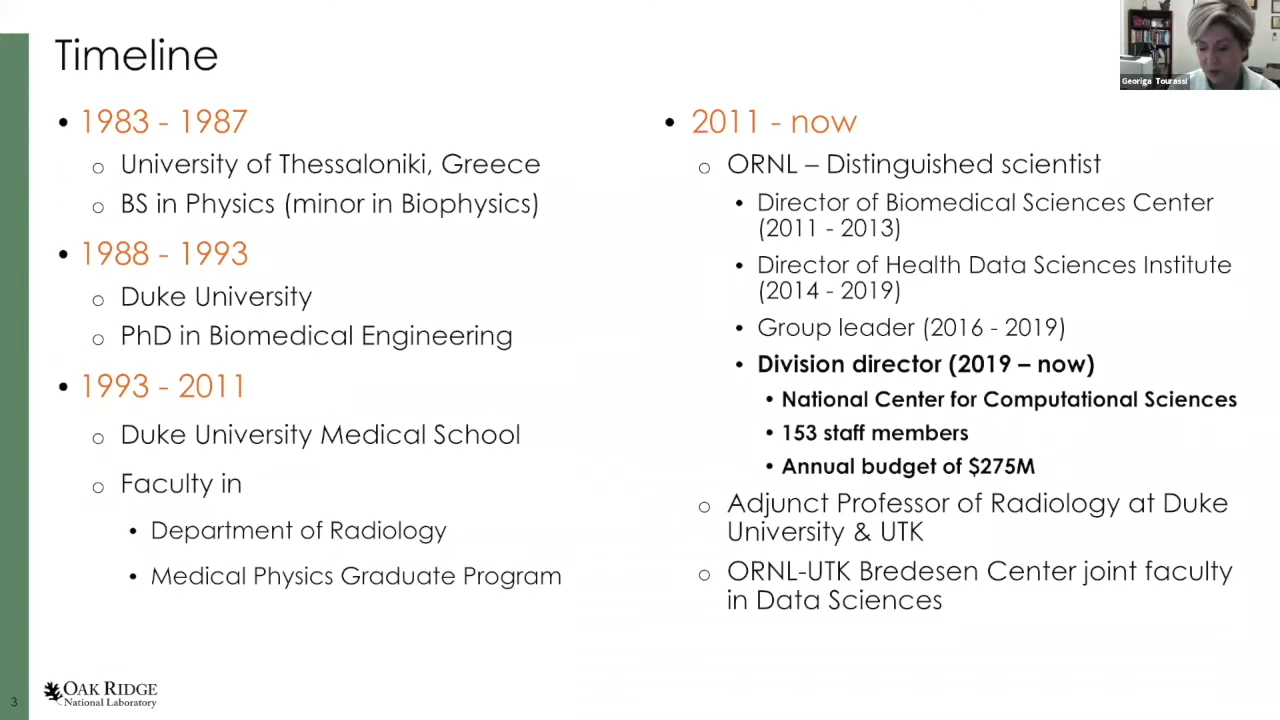 Timeline
Georiga Tourassi
• 1983 - 1987
o University of Thessaloniki, Greece
o BS in Physics (minor in Biophysics)
• 1988 - 1993
o Duke University
o PhD in Biomedical Engineering
• 1993 - 2011
o Duke University Medical School
o Faculty in
• Department of Radiology
• Medical Physics Graduate Program
• 2011 - now
o ORNL – Distinguished scientist
• Director of Biomedical Sciences Center
(2011 - 2013)
• Director of Health Data Sciences Institute
(2014 - 2019)
• Group leader (2016 - 2019)
• Division director (2019 – now)
• National Center for Computational Sciences
• 153 staff members
• Annual budget of $275M
o Adjunct Professor of Radiology at Duke
University & UTK
o ORNL-UTK Bredesen Center joint faculty
in Data Sciences
3
OAK RIDGE
National Laboratory